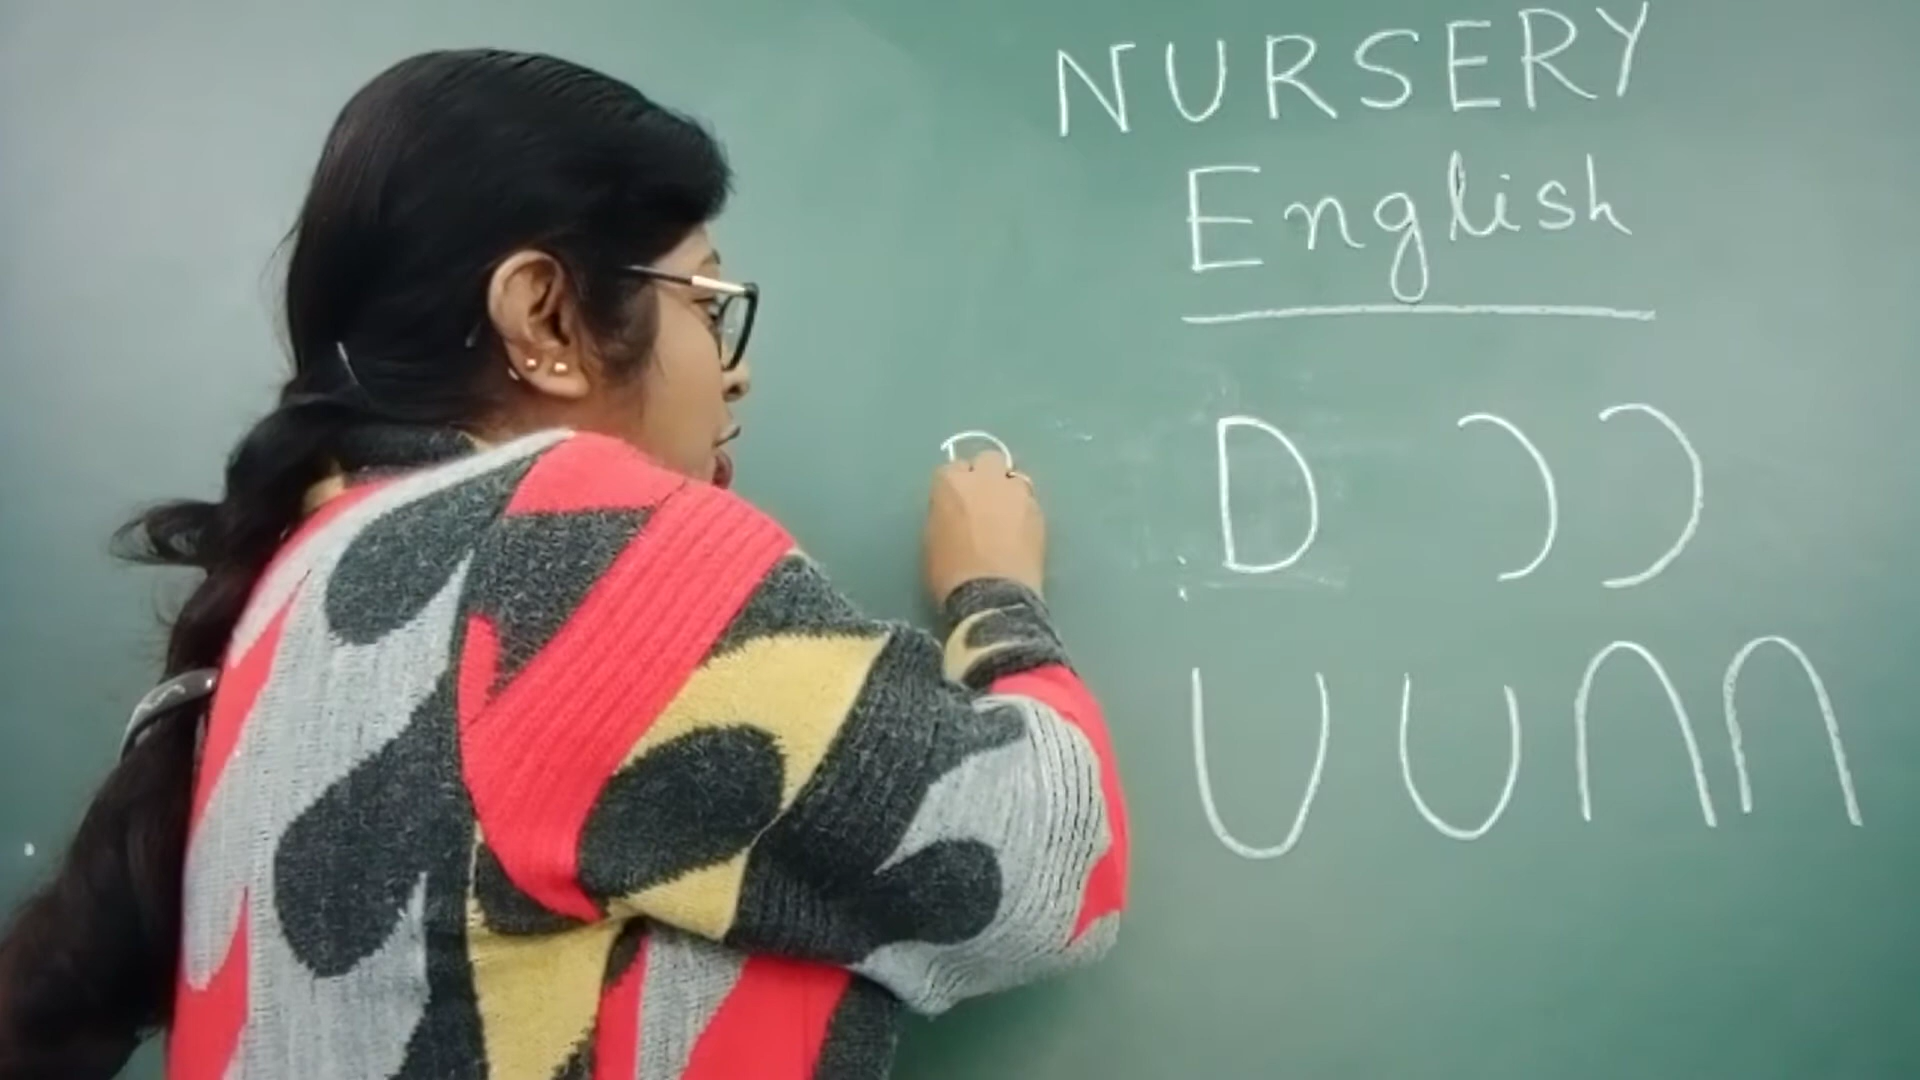 NURSERY
English
D D ) )
U U ∩ ∩